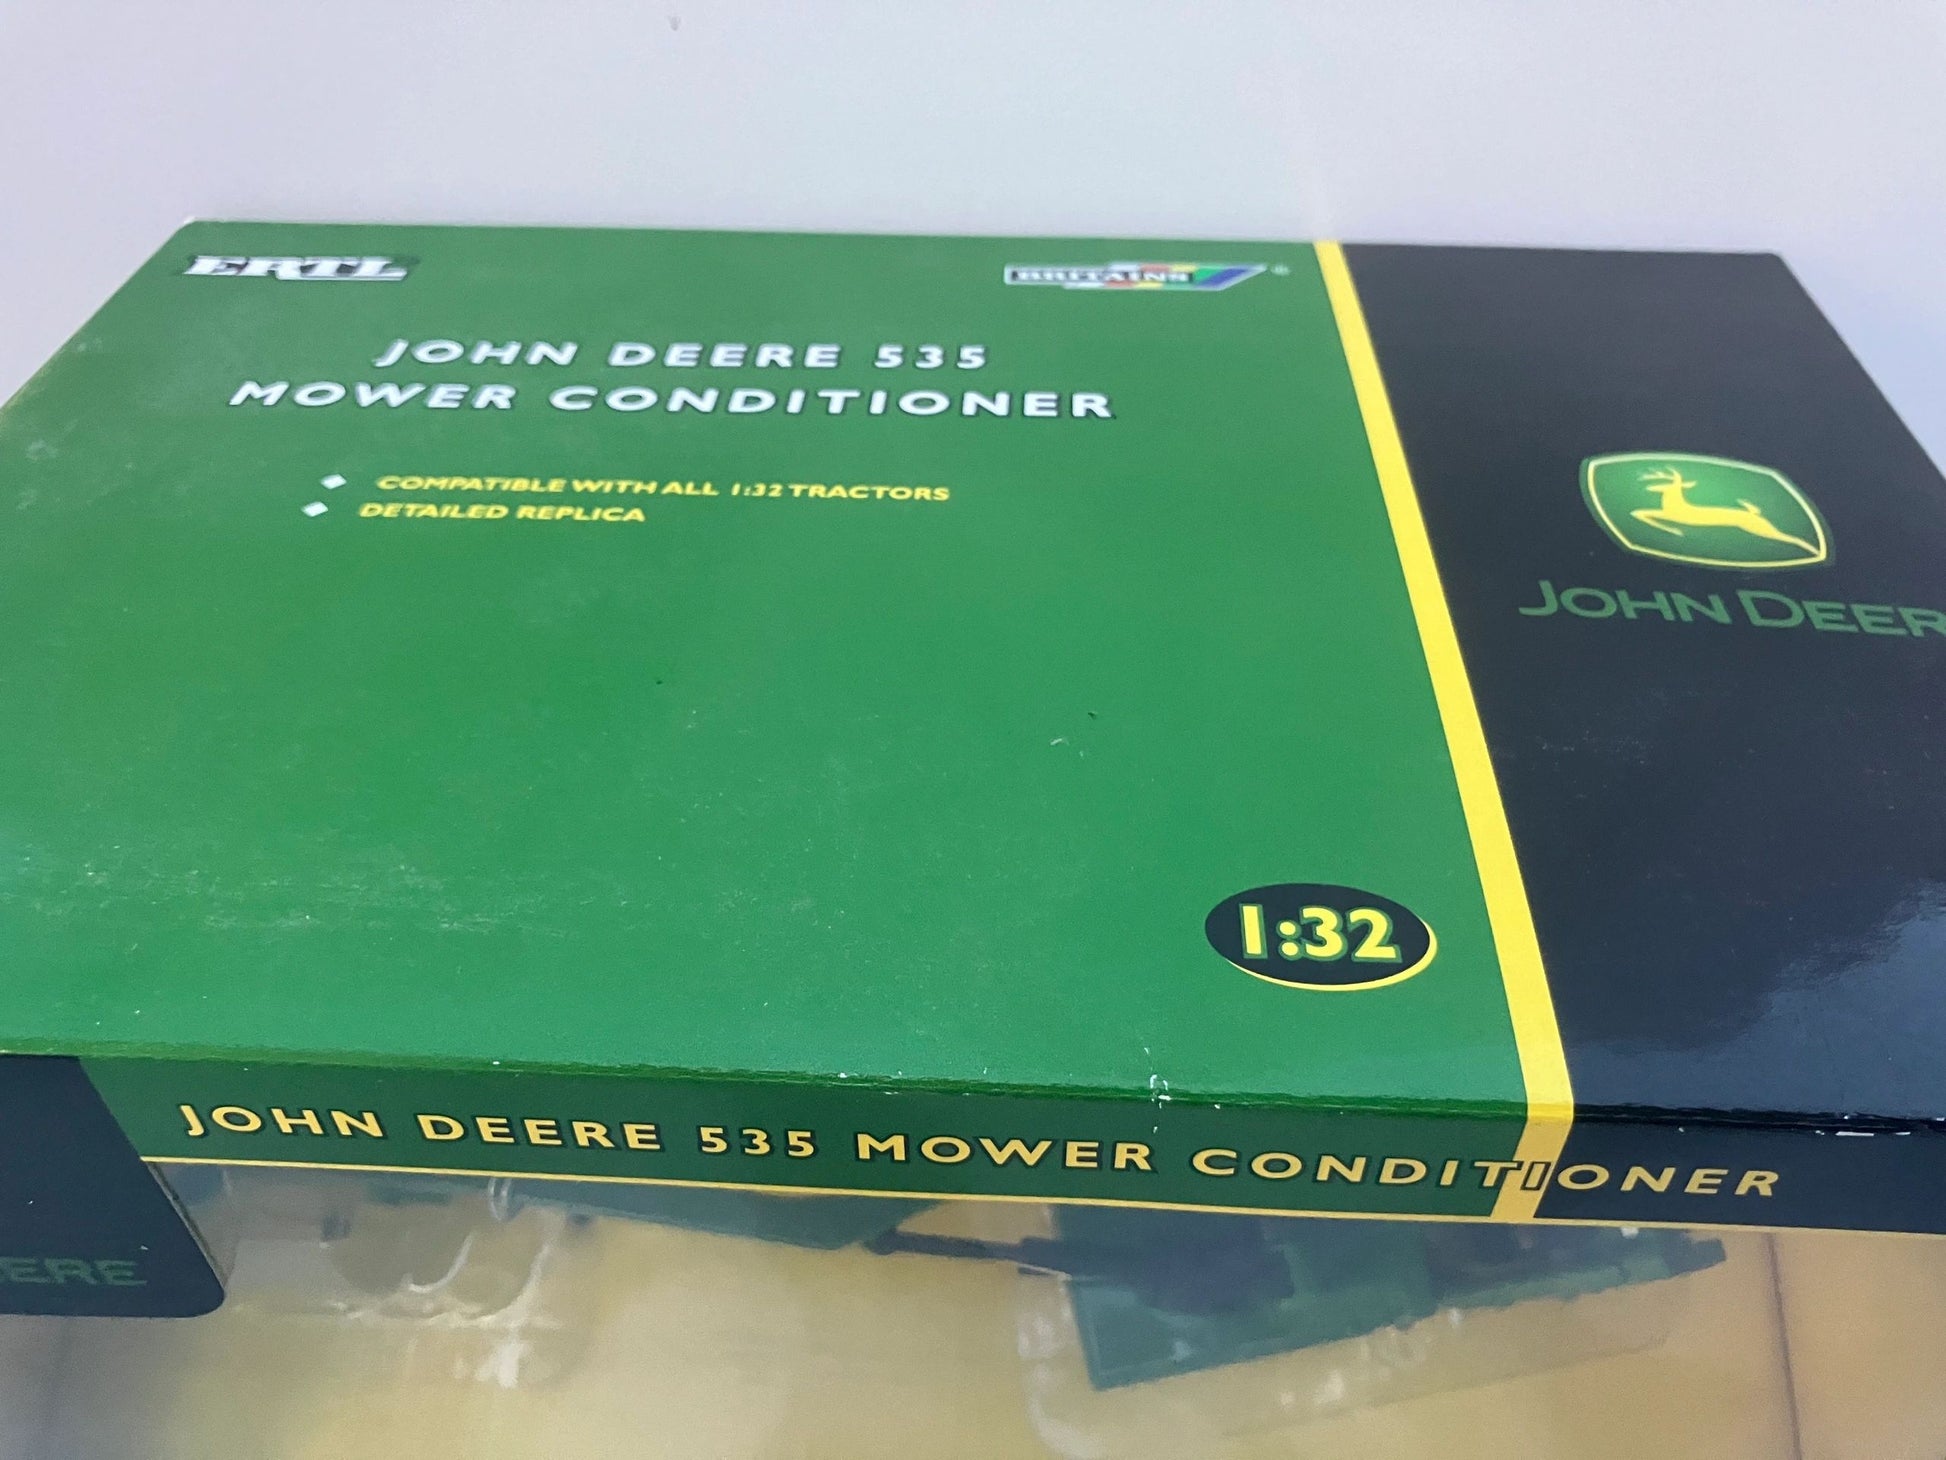 ERTL
BRITAINS ®
JOHN DEERE 535
MOWER CONDITIONER
COMPATIBLE WITH ALL 1:32 TRACTORS
DETAILED REPLICA
JOHN DEER
1:32
JOHN DEERE 535 MOWER CONDITIONER
ERE